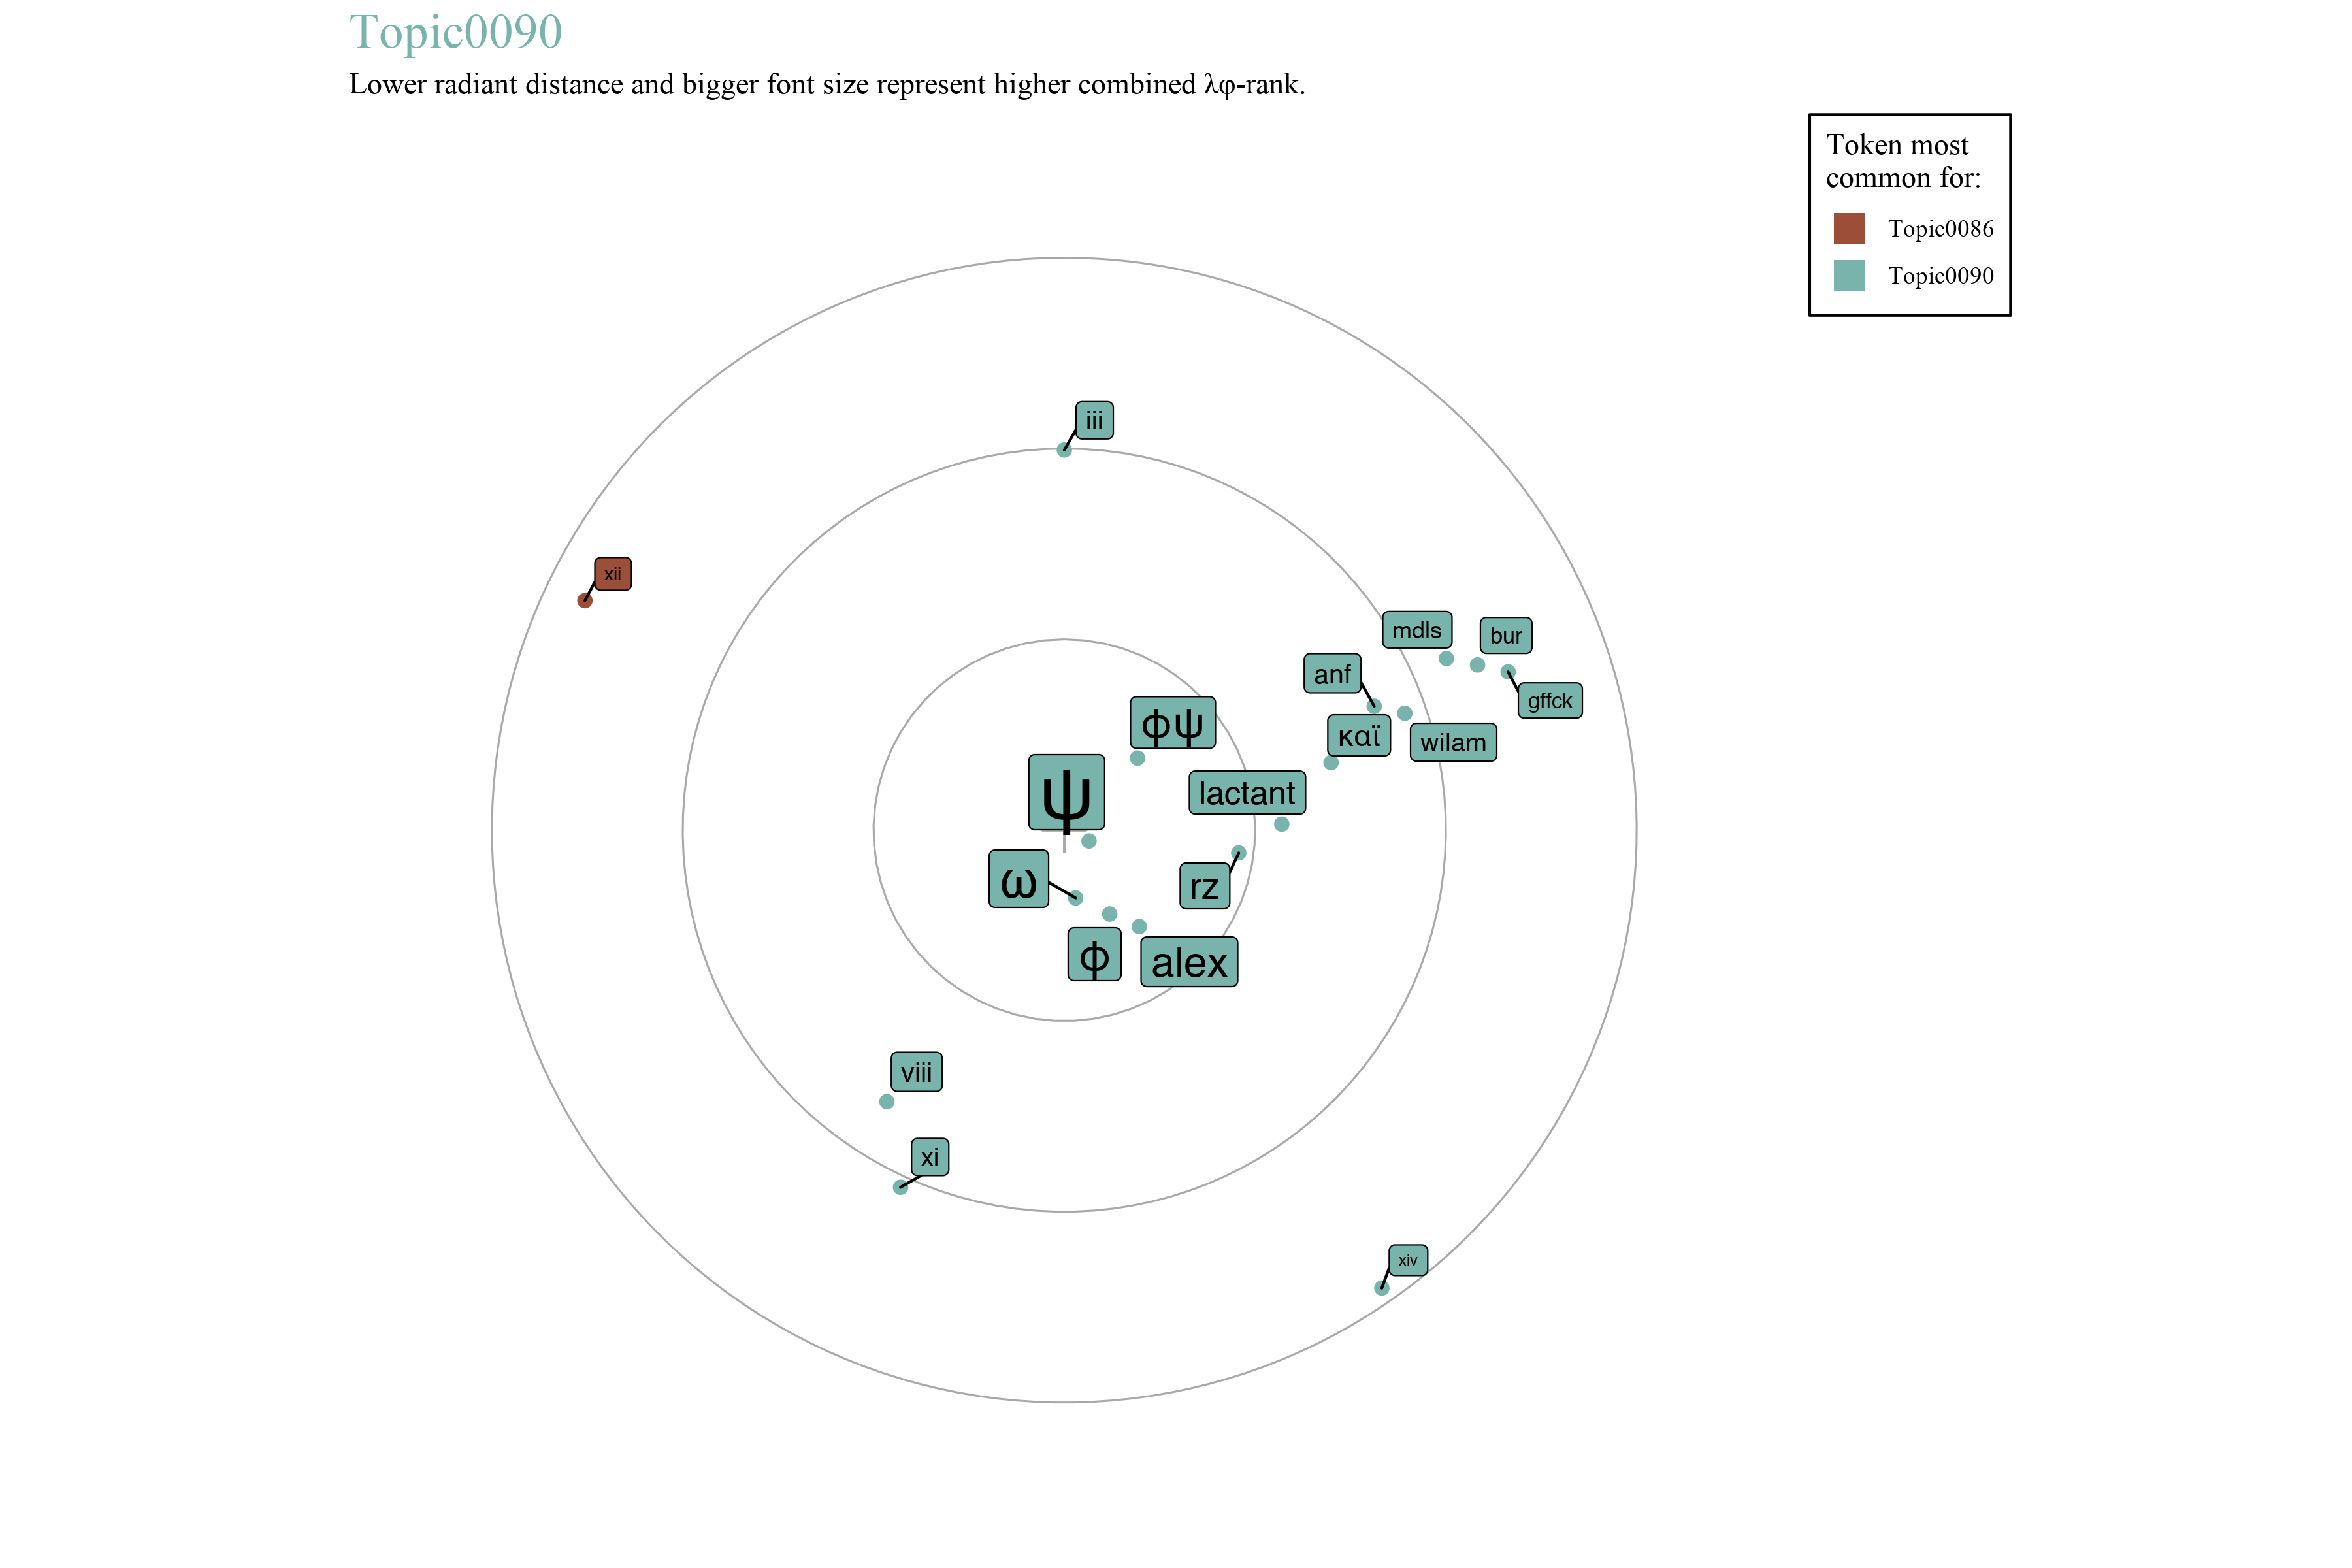 Topic0090
Lower radiant distance and bigger font size represent higher combined λφ-rank.
Token most
common for:
Topic0086
Topic0090
iii
xii
mdls
bur
anf
gffck
φψ
καϊ
wilam
ψ
lactant
ω
rz
φ
alex
viii
xi
xiv